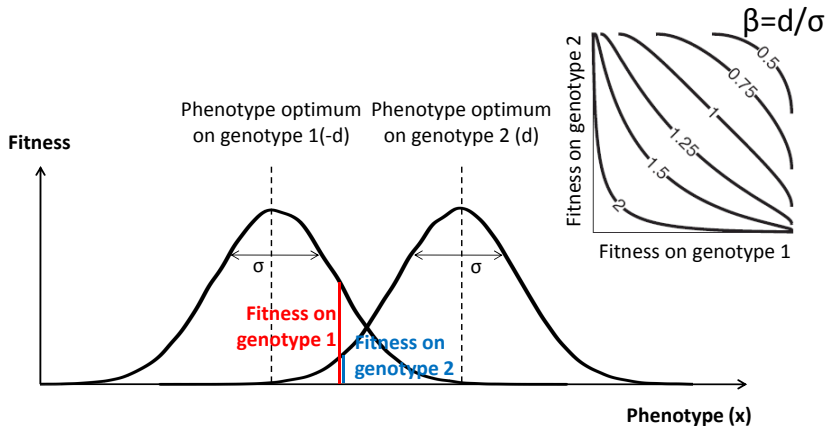 β=d/σ
Fitness on genotype 2
0.5
0.75
1
1.25
1.5
2
Fitness on genotype 1
Phenotype optimum
on genotype 1(-d)
Phenotype optimum
on genotype 2 (d)
Fitness
σ
σ
Fitness on
genotype 1
Fitness on
genotype 2
Phenotype (x)